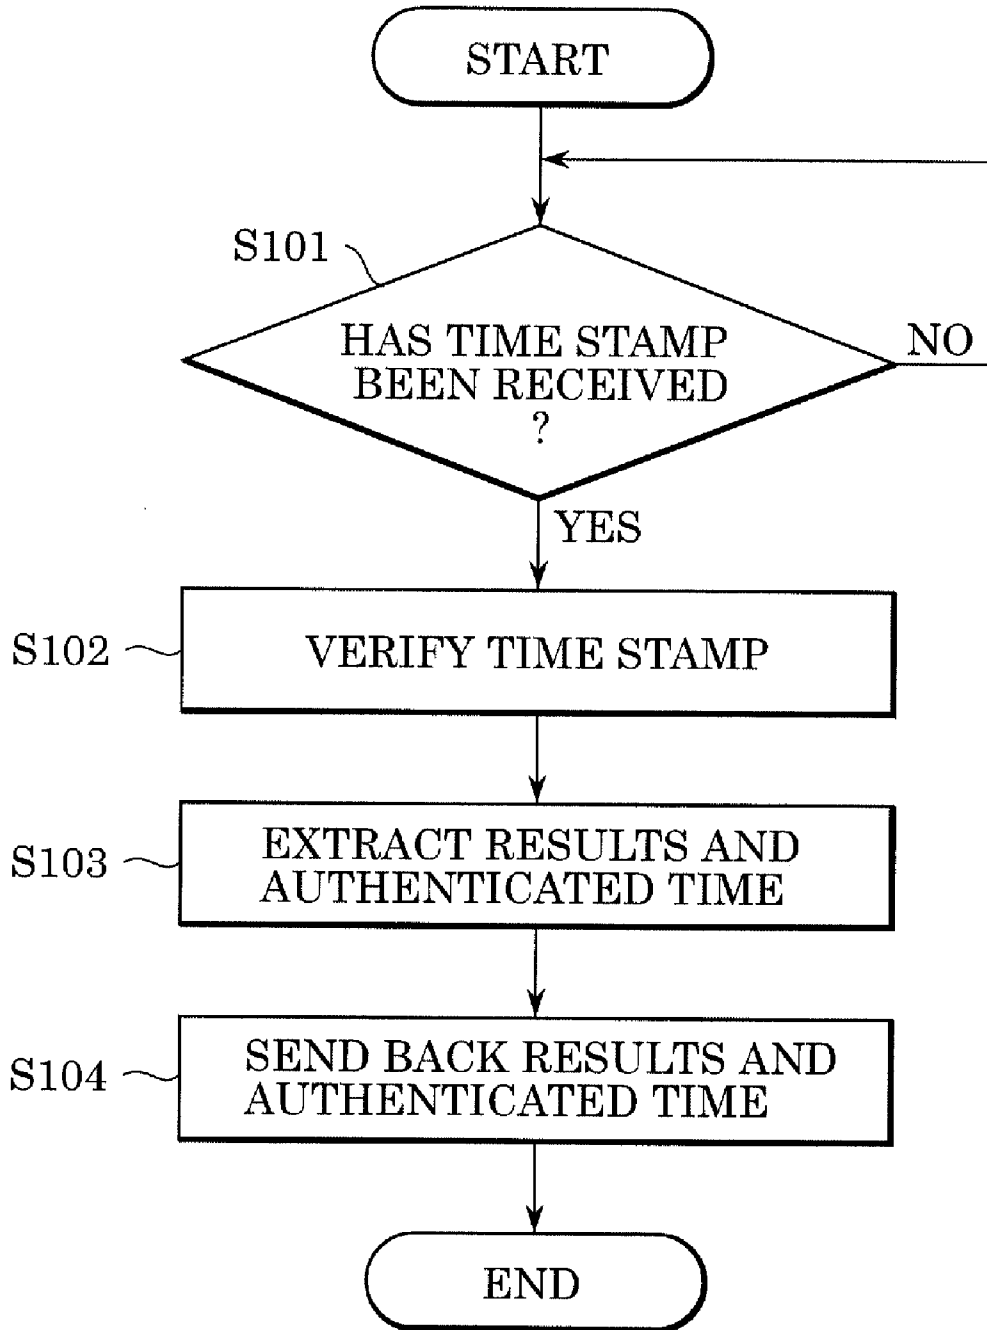 START
S101
HAS TIME STAMP
BEEN RECEIVED
?
NO
YES
S102
VERIFY TIME STAMP
S103
EXTRACT RESULTS AND
AUTHENTICATED TIME
S104
SEND BACK RESULTS AND
AUTHENTICATED TIME
END